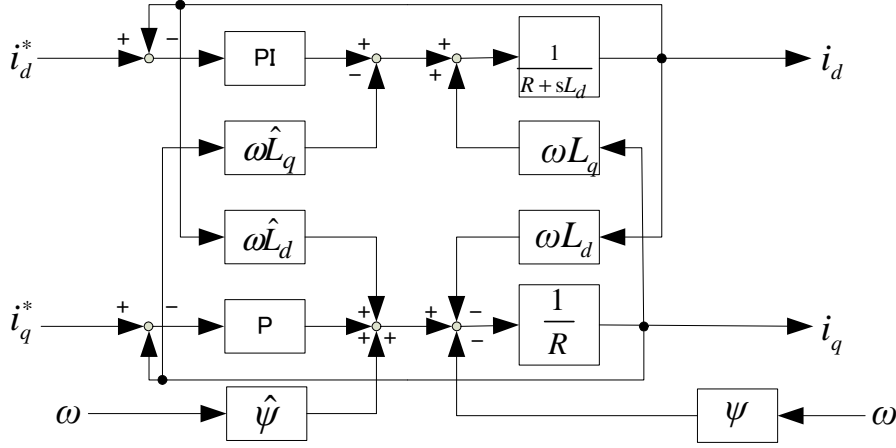 i_d^* + − PI + − + + 1/(R + sL_d) i_d
ωL̂_q ωL_q
ωL̂_d ωL_d
i_q^* + − P + + + + − − 1/R i_q
ω ψ̂ ψ ω